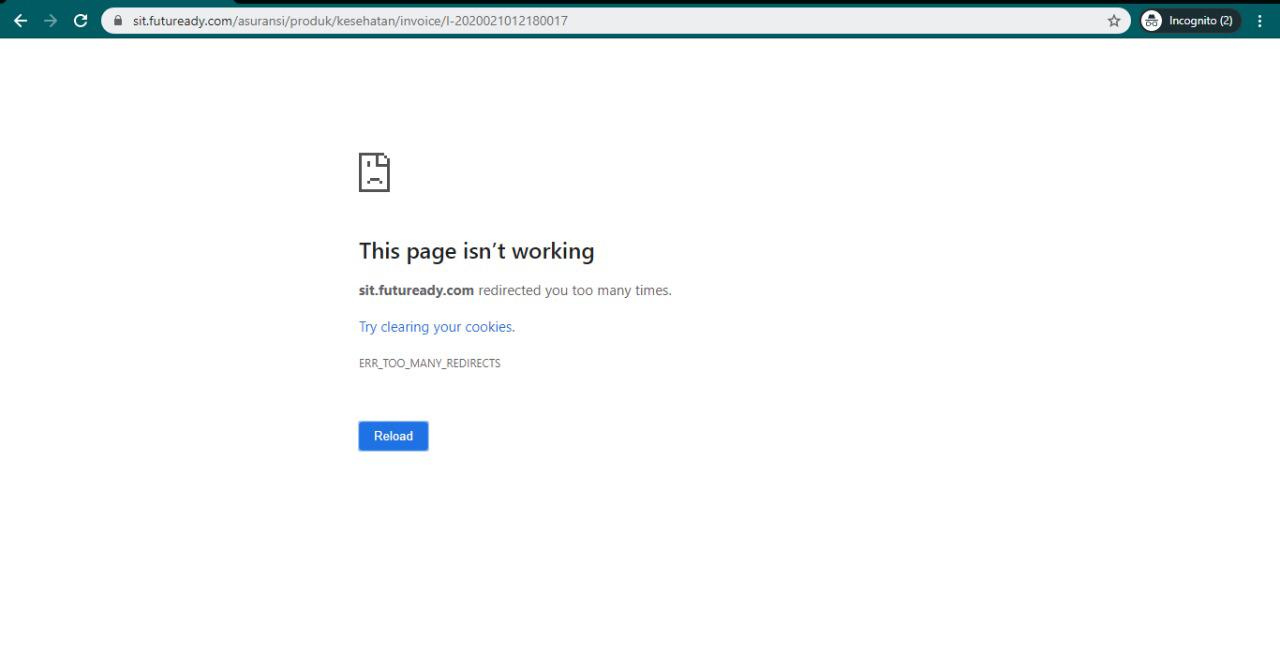 sit.futuready.com/asuransi/produk/kesehatan/invoice/I-2020021012180017
Incognito (2)
This page isn't working
sit.futuready.com redirected you too many times.
Try clearing your cookies.
ERR_TOO_MANY_REDIRECTS
Reload